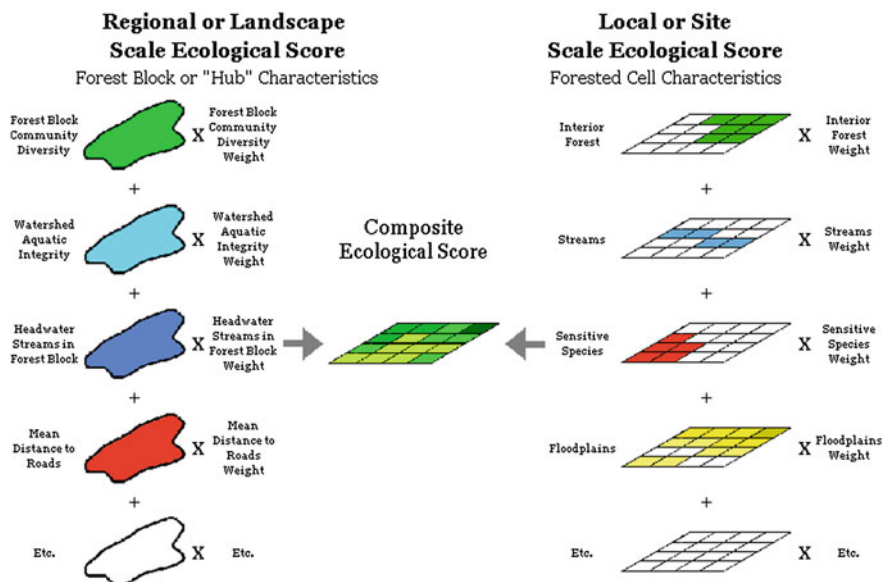 Regional or Landscape
Scale Ecological Score
Forest Block or "Hub" Characteristics
Forest Block
Community
Diversity
X
Forest Block
Community
Diversity
Weight
+
Watershed
Aquatic
Integrity
X
Watershed
Aquatic
Integrity
Weight
+
Headwater
Streams in
Forest Block
X
Headwater
Streams in
Forest Block
Weight
+
Mean
Distance to
Roads
X
Mean
Distance to
Roads
Weight
+
Etc.
X
Etc.
Composite
Ecological Score
Local or Site
Scale Ecological Score
Forested Cell Characteristics
Interior
Forest
X
Interior
Forest
Weight
+
Streams
X
Streams
Weight
+
Sensitive
Species
X
Sensitive
Species
Weight
+
Floodplains
X
Floodplains
Weight
+
Etc.
X
Etc.